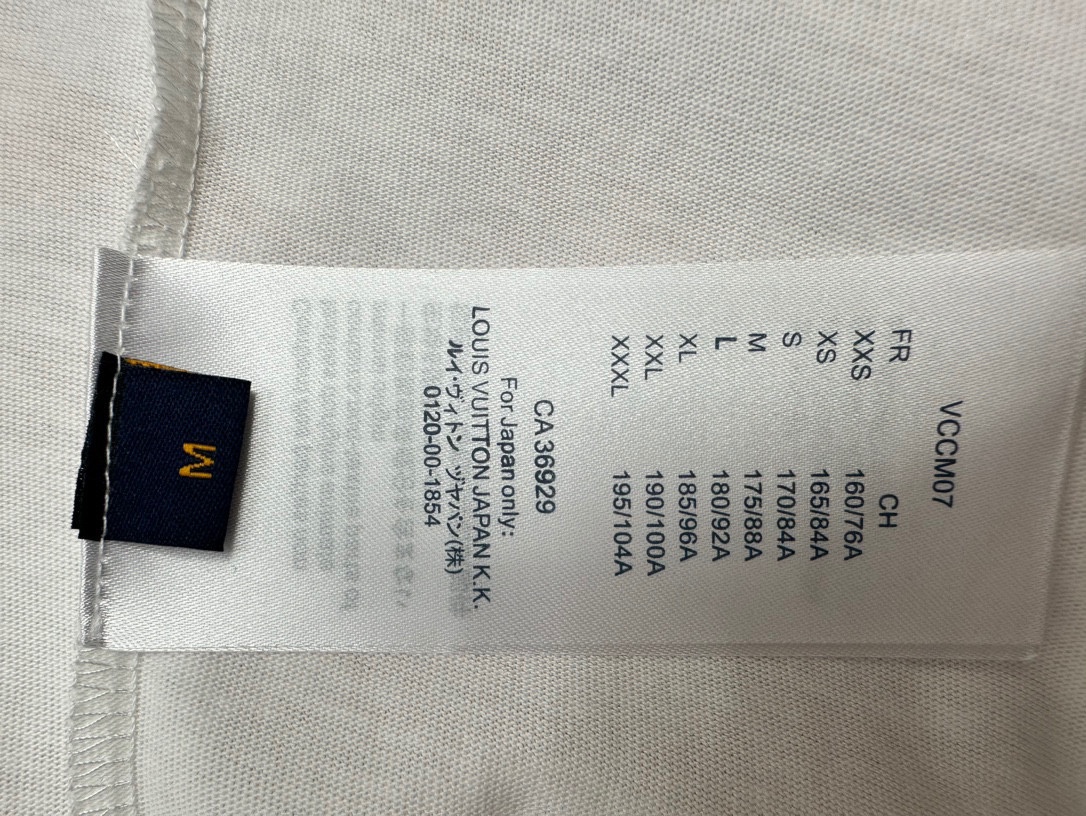 VCCM07
FR CH
XXS 160/76A
XS 165/84A
S 170/84A
M 175/88A
L 180/92A
XL 185/96A
XXL 190/100A
XXXL 195/104A
CA 36929
For Japan only:
LOUIS VUITTON JAPAN K.K.
ルイ・ヴィトン ジャパン(株)
0120-00-1854
M